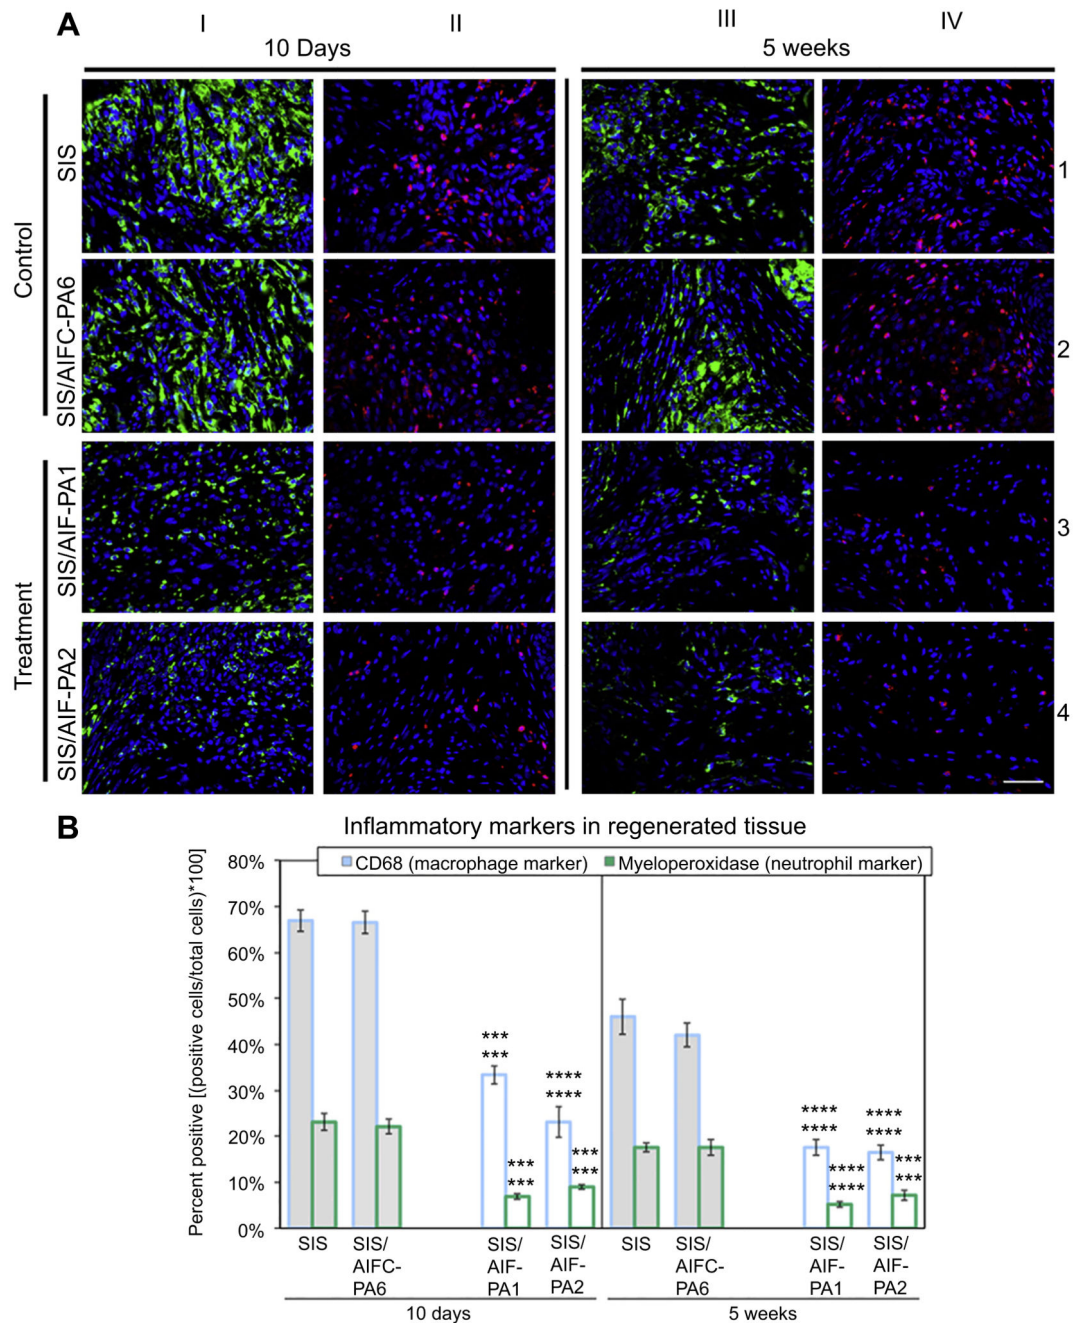 A
I
II
III
IV
10 Days
5 weeks
Control
SIS
1
SIS/AIFC-PA6
2
Treatment
SIS/AIF-PA1
3
SIS/AIF-PA2
4
B
Inflammatory markers in regenerated tissue
CD68 (macrophage marker)
Myeloperoxidase (neutrophil marker)
Percent positive [(positive cells/total cells)*100]
80%
70%
60%
50%
40%
30%
20%
10%
0%
***
***
***
***
****
****
***
***
****
****
****
****
****
****
***
***
SIS
SIS/
AIFC-
PA6
SIS/
AIF-
PA1
SIS/
AIF-
PA2
SIS
SIS/
AIFC-
PA6
SIS/
AIF-
PA1
SIS/
AIF-
PA2
10 days
5 weeks